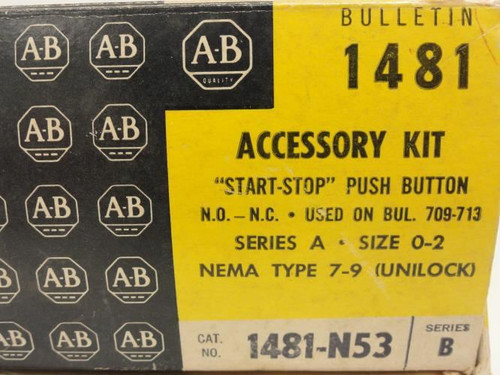 A-B A-B A-B
QUALITY
BULLETIN
1481
A-B A-B
ACCESSORY KIT
"START-STOP" PUSH BUTTON
A-B A-B
N.O. – N.C. • USED ON BUL. 709-713
SERIES A • SIZE 0-2
NEMA TYPE 7-9 (UNILOCK)
A-B A-B
CAT. NO. 1481-N53
SERIES B
A-B A-B